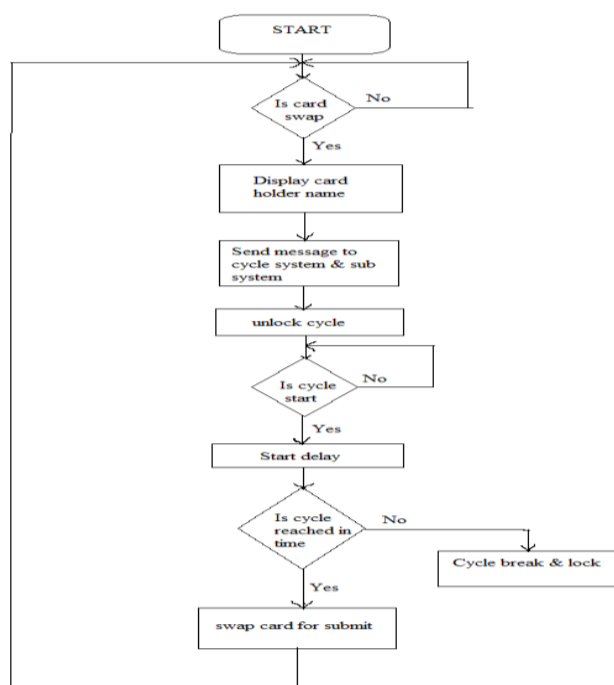 START
Is card
swap
No
Yes
Display card
holder name
Send message to
cycle system & sub
system
unlock cycle
Is cycle
start
No
Yes
Start delay
Is cycle
reached in
time
No
Cycle break & lock
Yes
swap card for submit